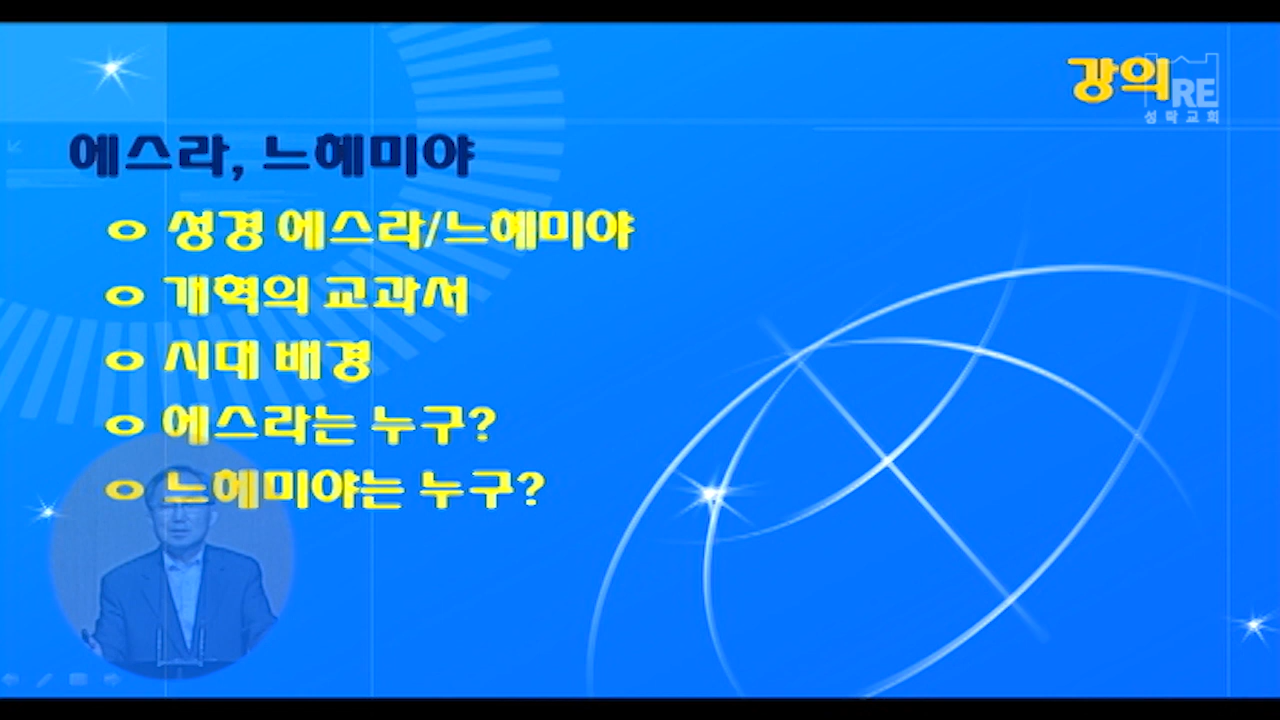 강의
RE
성락교회
에스라, 느헤미야
성경 에스라/느헤미야
개혁의 교과서
시대 배경
에스라는 누구?
느헤미야는 누구?